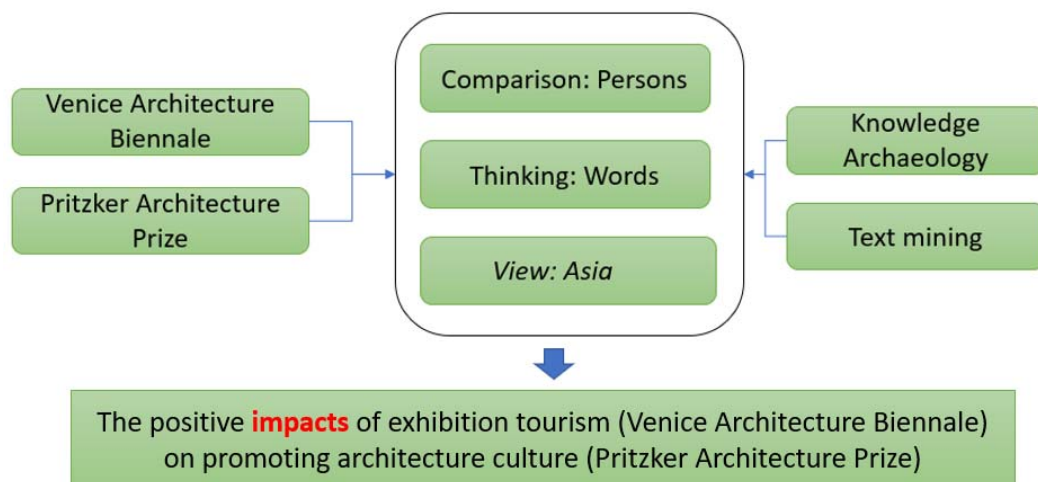 Venice Architecture
Biennale
Pritzker Architecture
Prize
Comparison: Persons
Thinking: Words
View: Asia
Knowledge
Archaeology
Text mining
The positive impacts of exhibition tourism (Venice Architecture Biennale)
on promoting architecture culture (Pritzker Architecture Prize)